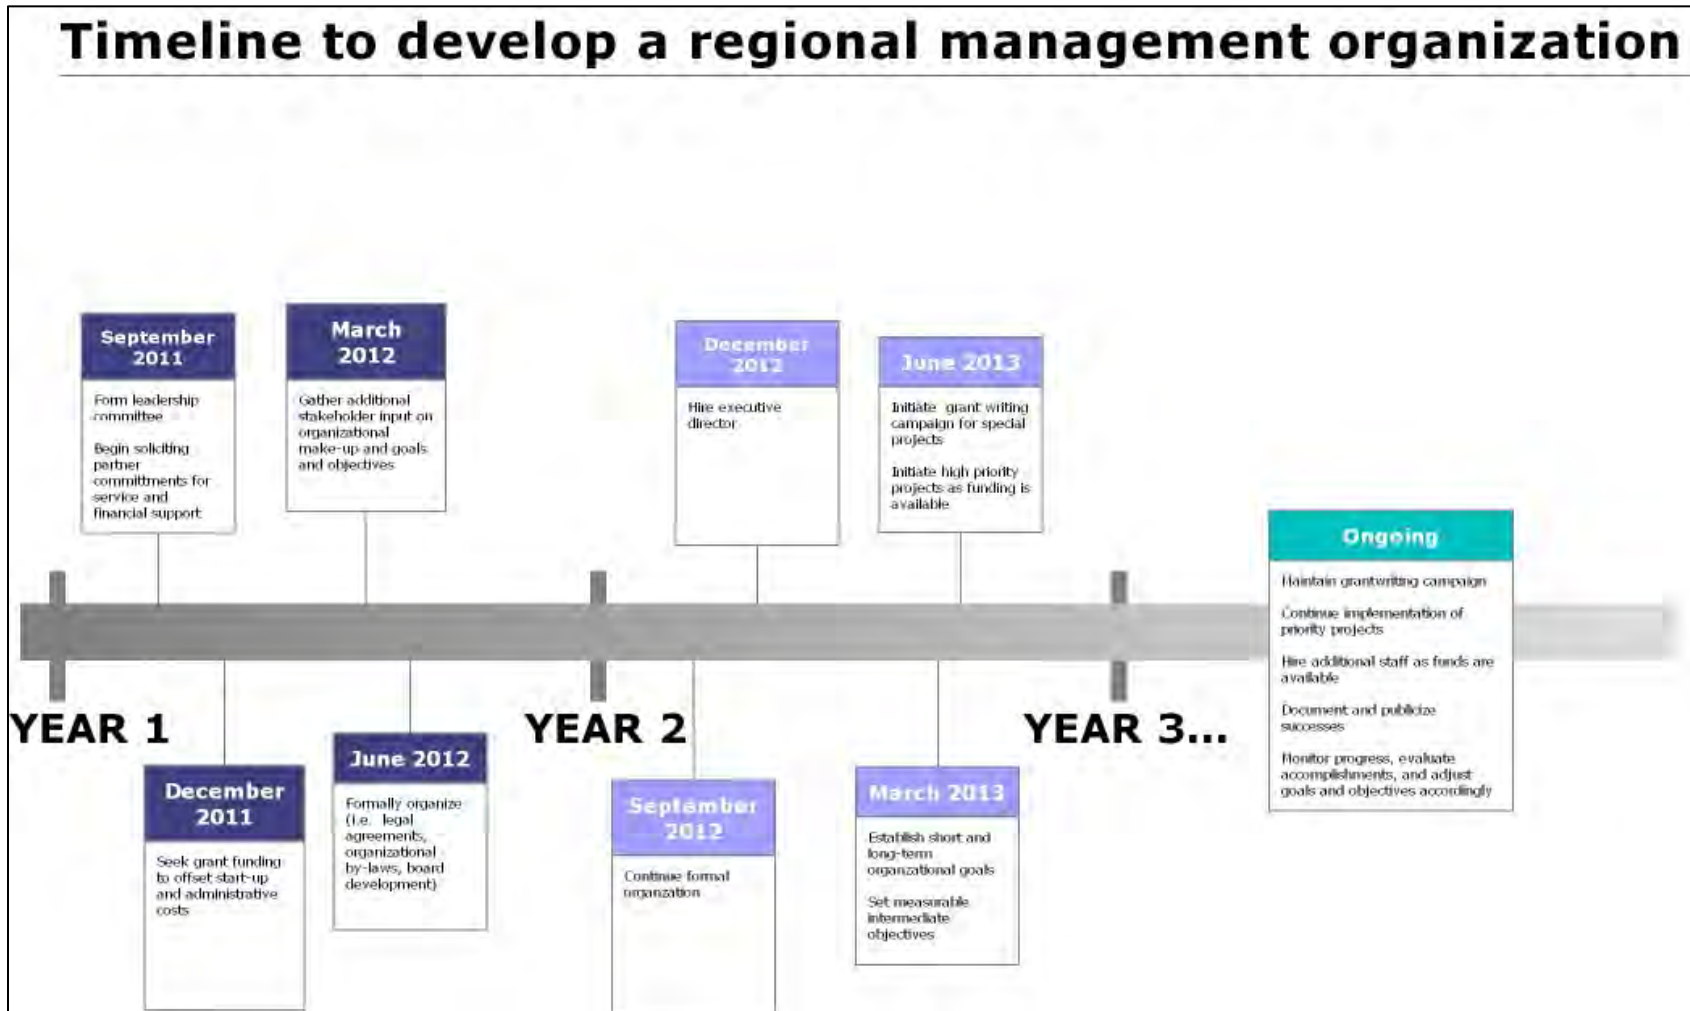 Timeline to develop a regional management organization
September
2011
Form leadership
committee
Begin soliciting
partner
committments for
service and
financial support
March
2012
Gather additional
stakeholder input on
organizational
make-up and goals
and objectives
December
2012
Hire executive
director
June 2013
Initiate grant writing
campaign for special
projects
Initiate high priority
projects as funding is
available
Ongoing
Maintain grantwriting campaign
Continue implementation of
priority projects
Hire additional staff as funds are
available
Document and publicize
successes
Monitor progress, evaluate
accomplishments, and adjust
goals and objectives accordingly
YEAR 1
YEAR 2
YEAR 3...
December
2011
Seek grant funding
to offset start-up
and administrative
costs
June 2012
Formally organize
(i.e. legal
agreements,
organizational
by-laws, board
development)
September
2012
Continue formal
organzation
March 2013
Establish short and
long-term
organzational goals
Set measurable
intermediate
objectives